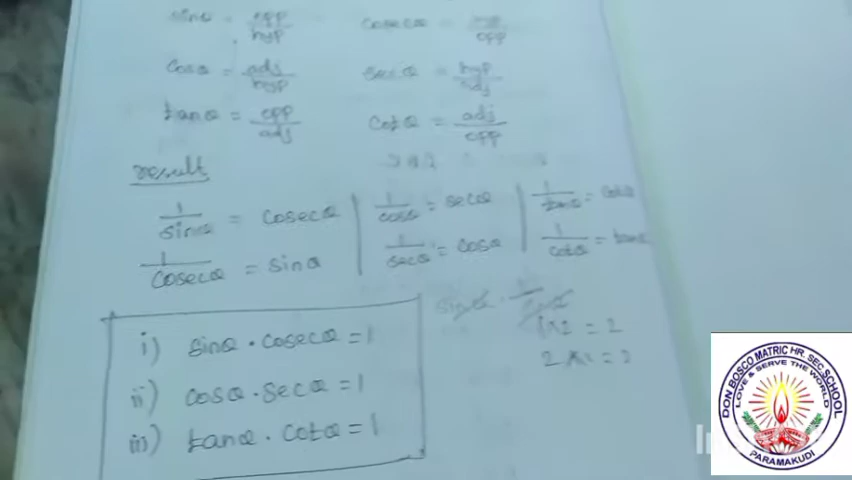 sinθ = opp/hyp    cosecθ = hyp/opp
cosθ = adj/hyp    secθ = hyp/adj
tanθ = opp/adj    cotθ = adj/opp
result
1/sinθ = cosecθ | 1/cosθ = secθ | 1/tanθ = cotθ
1/cosecθ = sinθ | 1/secθ = cosθ | 1/cotθ = tanθ
i) sinθ · cosecθ = 1
ii) cosθ · secθ = 1
iii) tanθ · cotθ = 1
1×2 = 2
2×1 = 2
DON BOSCO MATRIC HR. SEC. SCHOOL
LOVE & SERVE THE WORLD
PARAMAKUDI